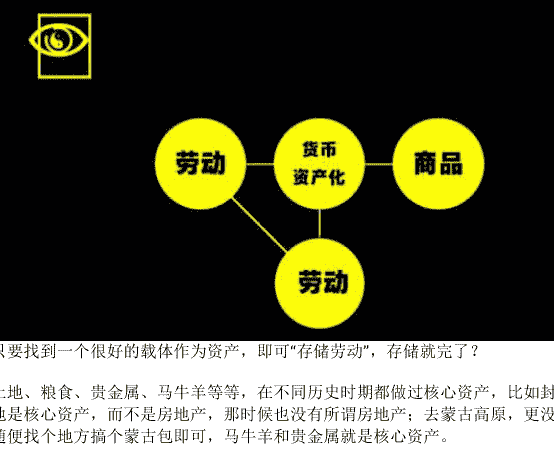 劳动
货币
资产化
商品
劳动
只要找到一个很好的载体作为资产，即可“存储劳动”，存储就完了？
土地、粮食、贵金属、马牛羊等等，在不同历史时期都做过核心资产，比如封
地是核心资产，而不是房地产，那时候也没有所谓房地产；去蒙古高原，更没
随便找个地方搞个蒙古包即可，马牛羊和贵金属就是核心资产。